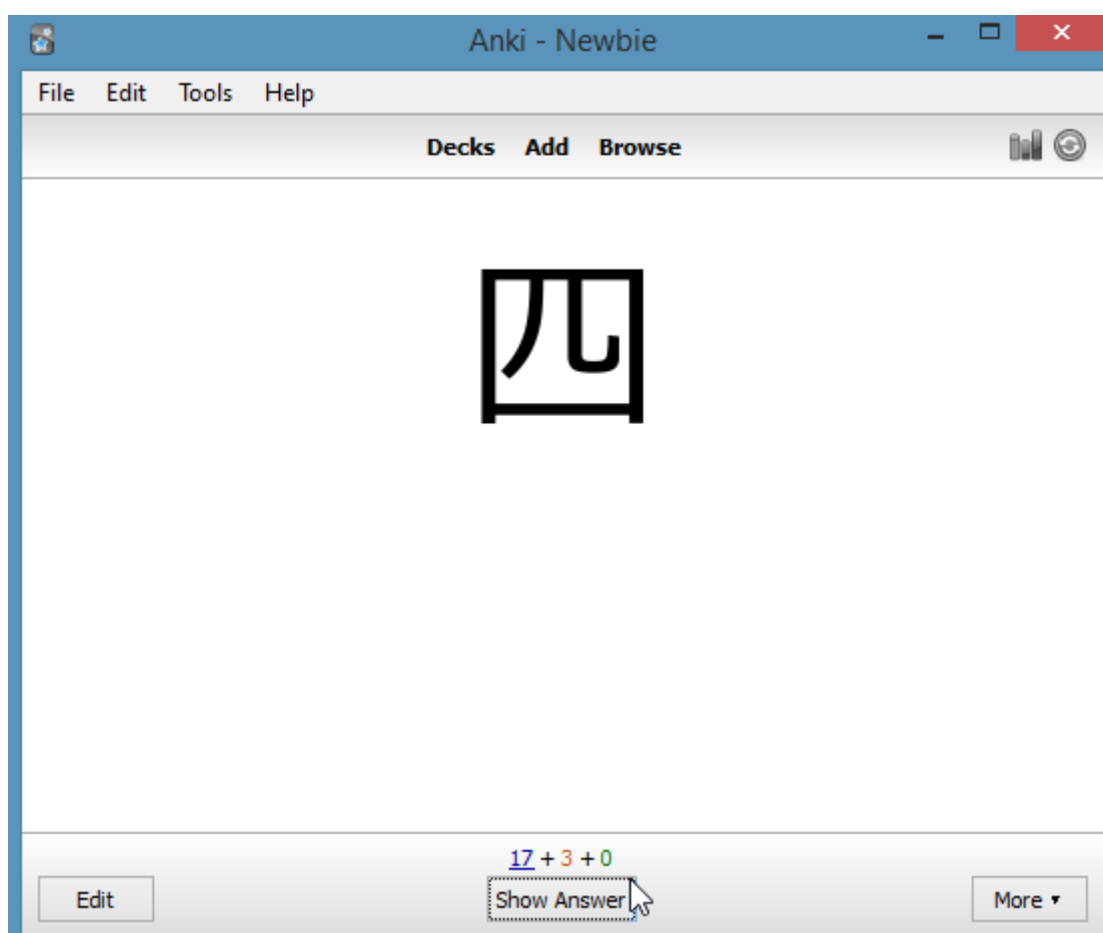 Anki - Newbie
File Edit Tools Help
Decks Add Browse
四
17 + 3 + 0
Edit Show Answer More